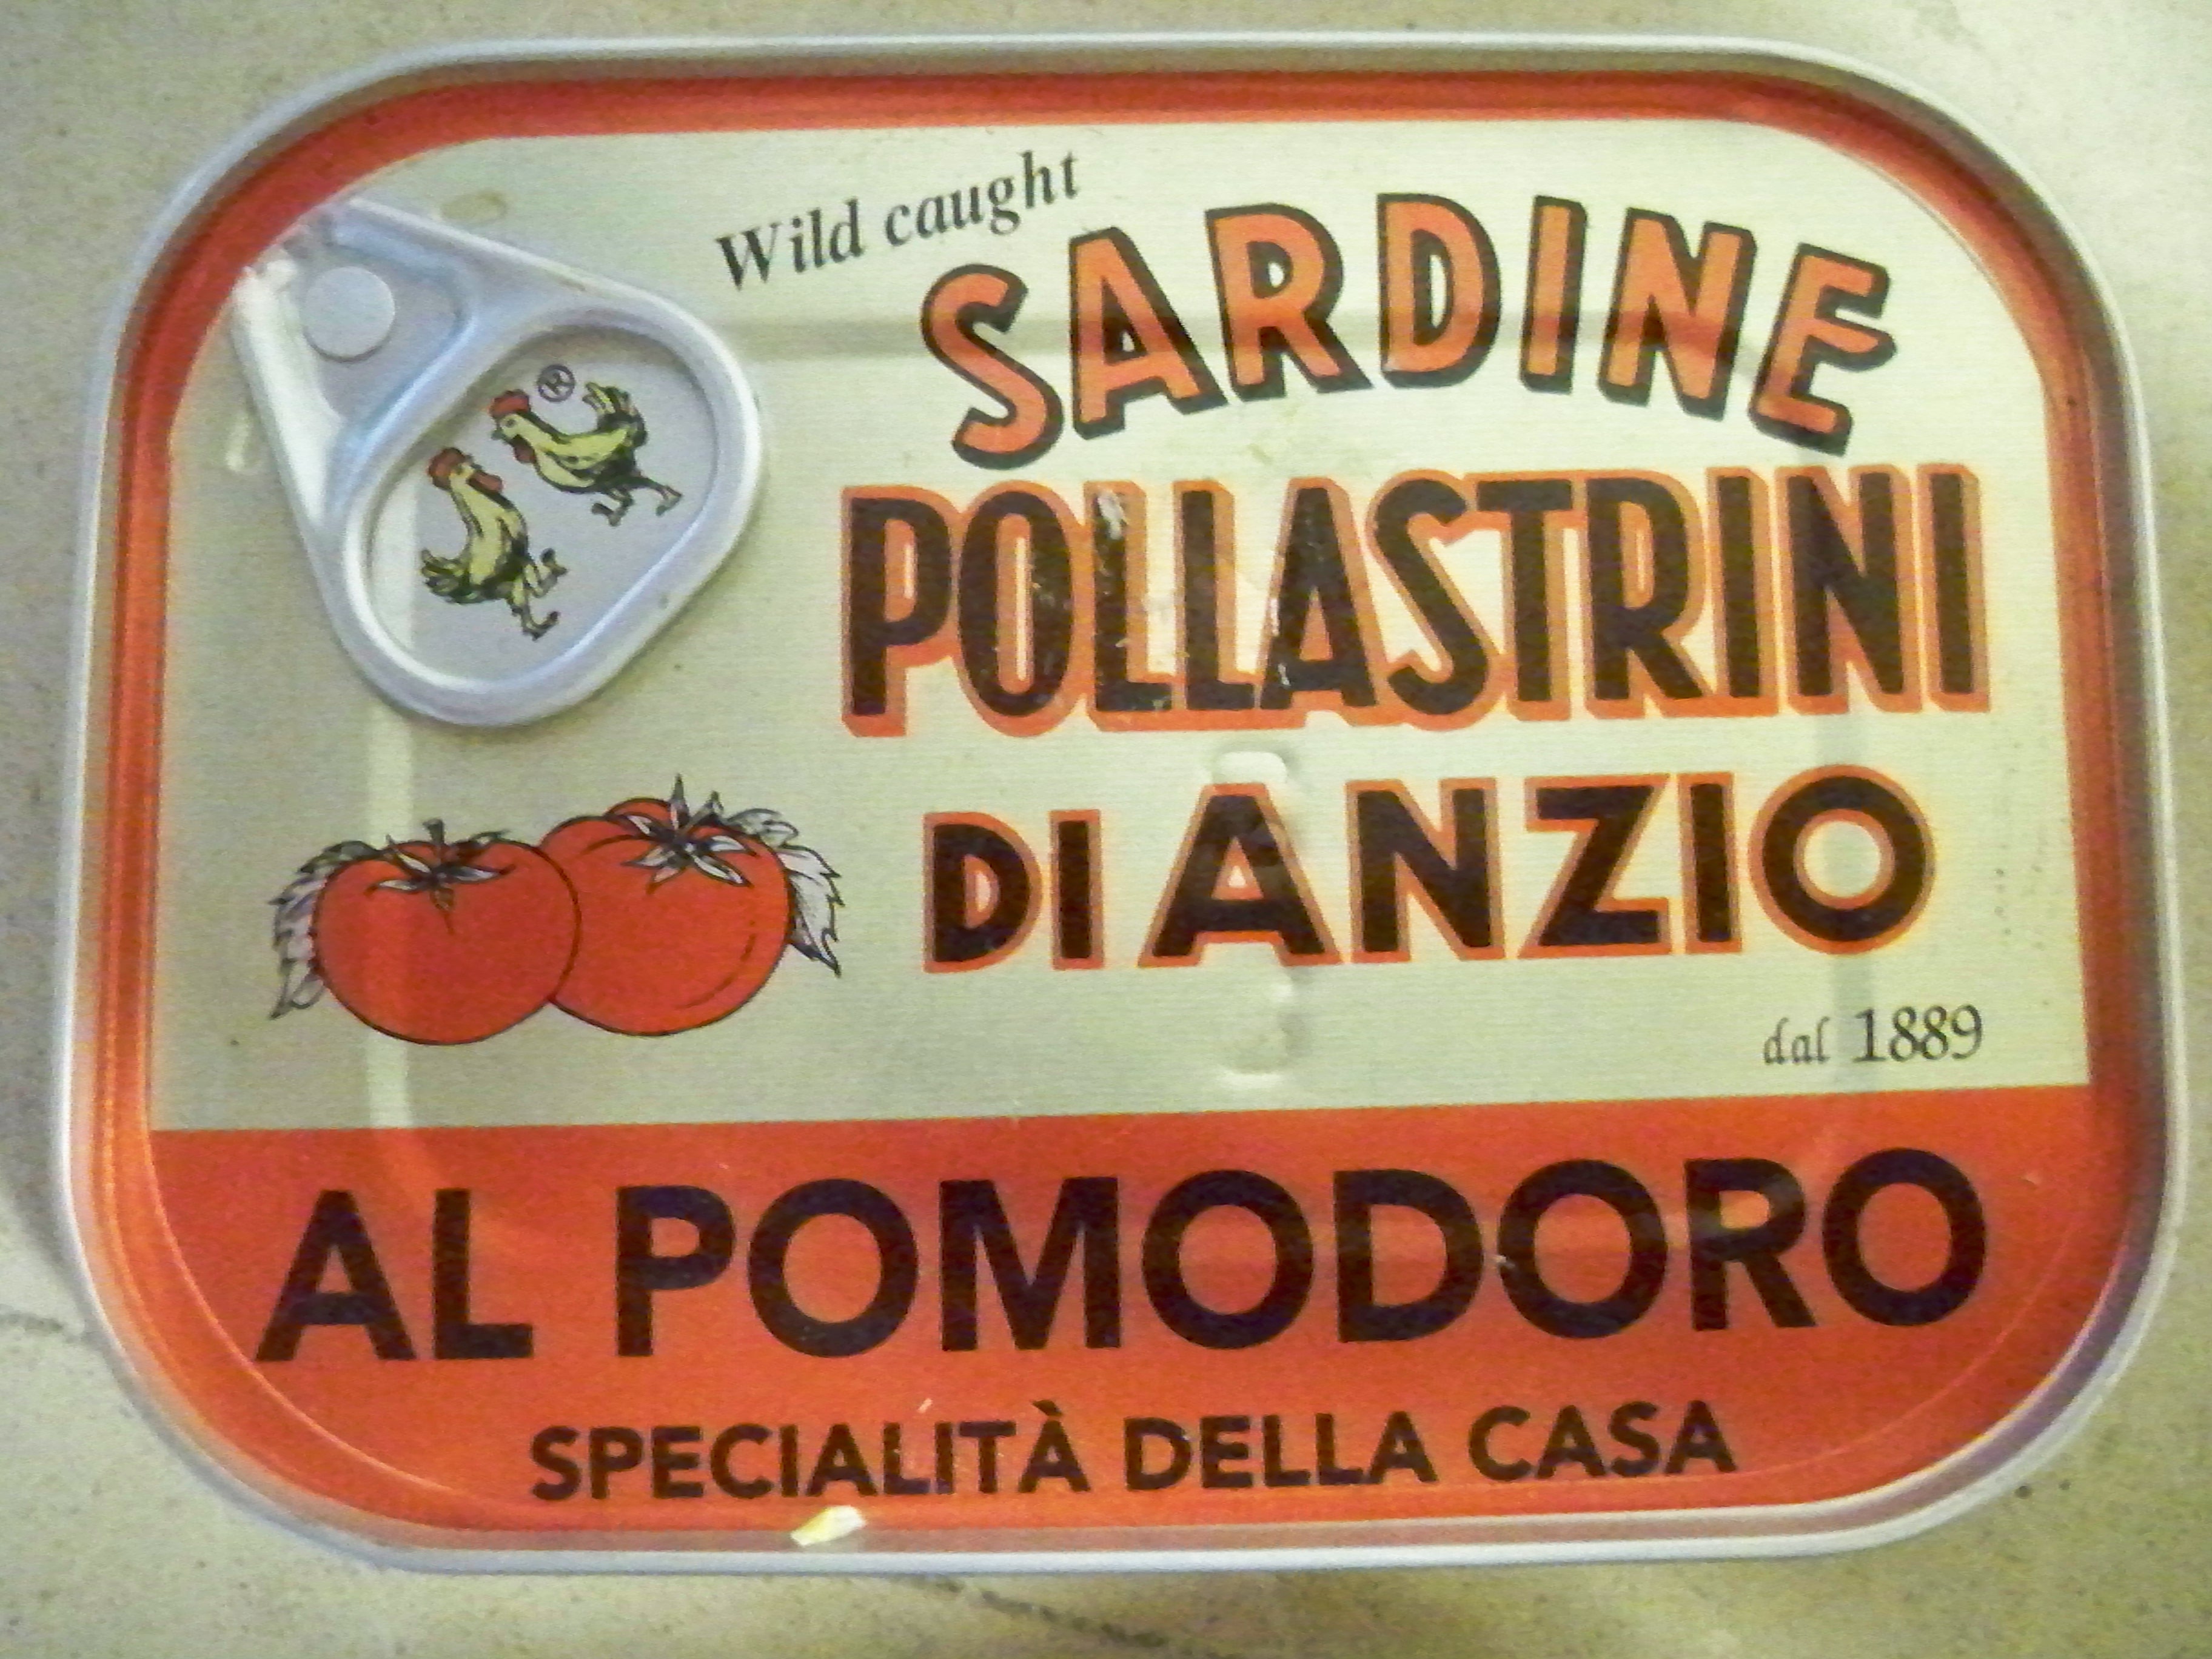 Wild caught
SARDINE
®
POLLASTRINI
DI ANZIO
dal 1889
AL POMODORO
SPECIALITÀ DELLA CASA